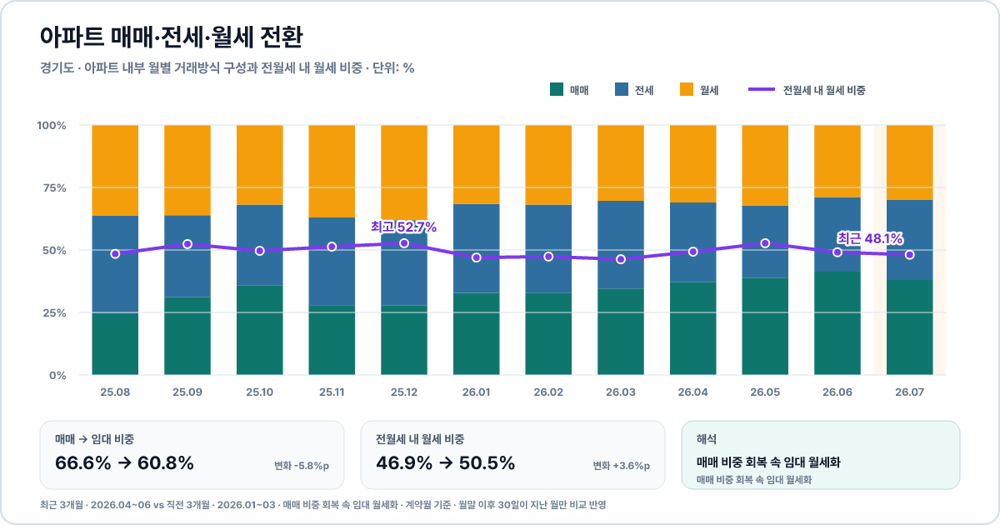 아파트 매매·전세·월세 전환
경기도 · 아파트 내부 월별 거래방식 구성과 전월세 내 월세 비중 · 단위: %
매매 전세 월세 전월세 내 월세 비중
100%
75%
50%
25%
0%
최고 52.7%
최근 48.1%
25.08 25.09 25.10 25.11 25.12 26.01 26.02 26.03 26.04 26.05 26.06 26.07
매매 → 임대 비중
66.6% → 60.8%
변화 -5.8%p
전월세 내 월세 비중
46.9% → 50.5%
변화 +3.6%p
해석
매매 비중 회복 속 임대 월세화
매매 비중 회복 속 임대 월세화
최근 3개월 · 2026.04~06 vs 직전 3개월 · 2026.01~03 · 매매 비중 회복 속 임대 월세화 · 계약월 기준 · 월말 이후 30일이 지난 월만 비교 반영